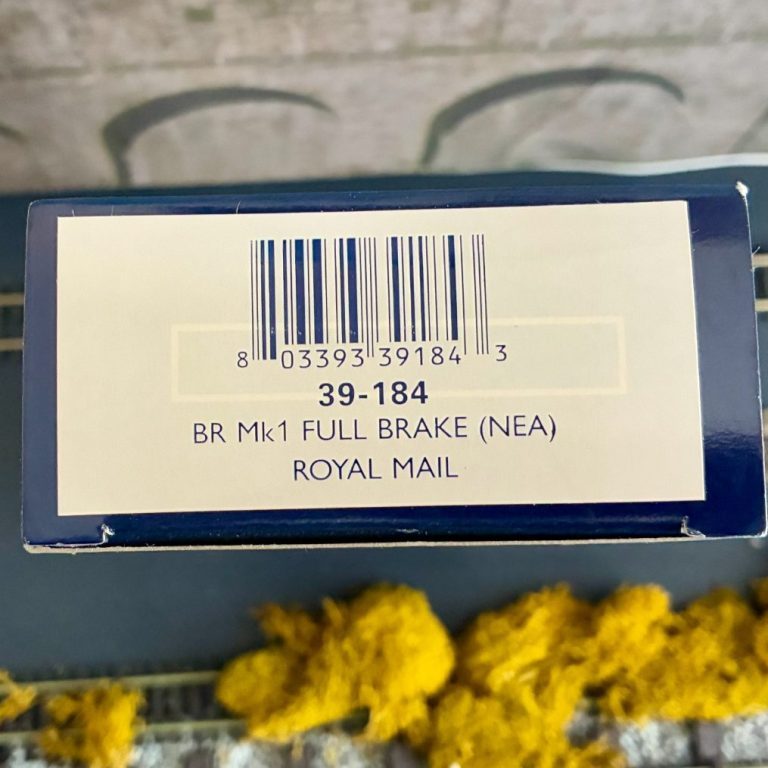 8 03393 39184 3
39-184
BR Mk1 FULL BRAKE (NEA)
ROYAL MAIL